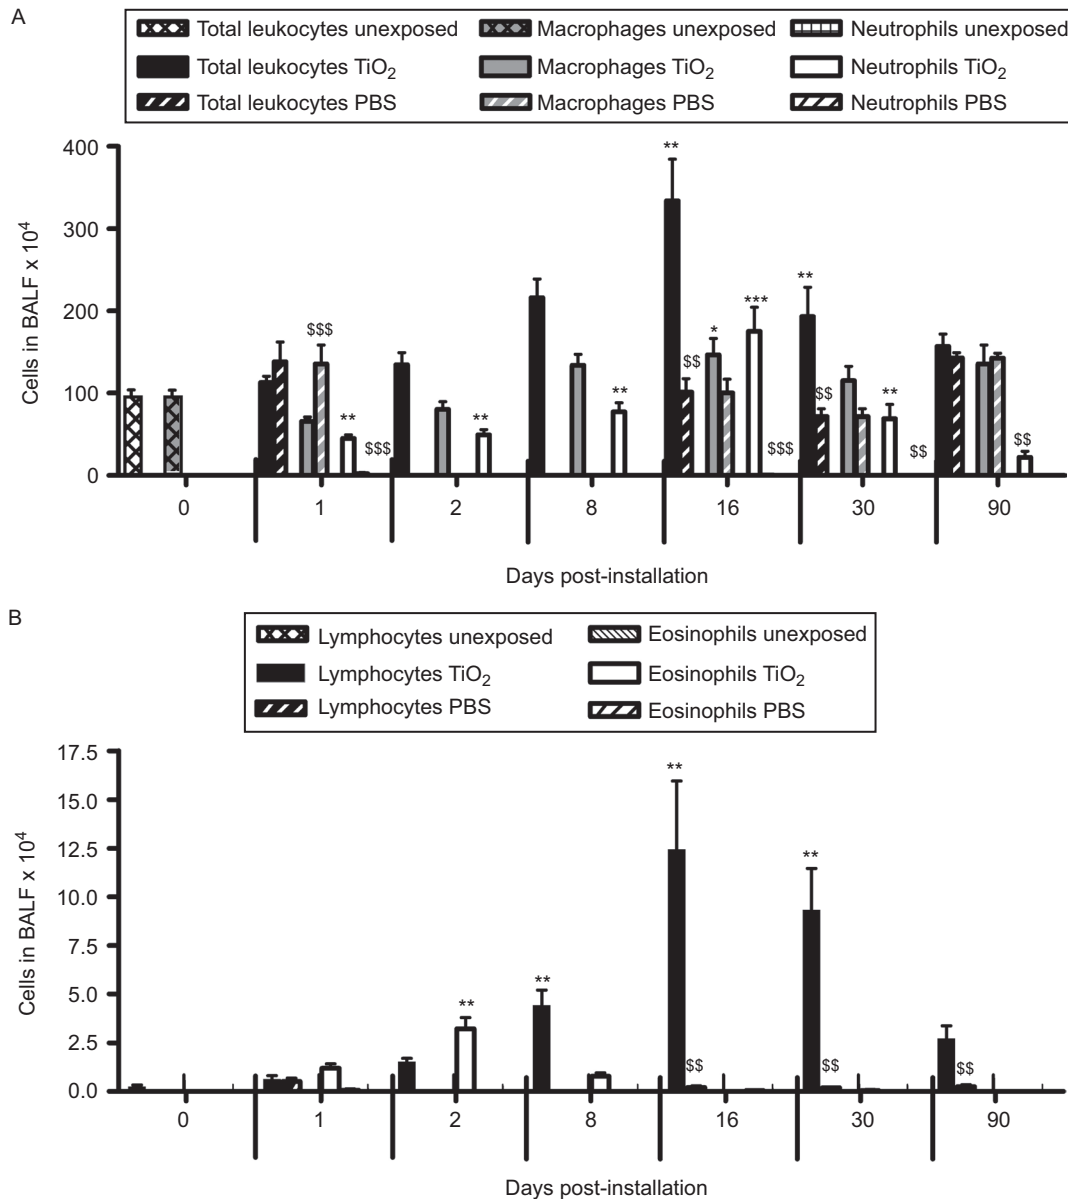 A
Total leukocytes unexposed Macrophages unexposed Neutrophils unexposed
Total leukocytes TiO2 Macrophages TiO2 Neutrophils TiO2
Total leukocytes PBS Macrophages PBS Neutrophils PBS
400
300
200
100
0
Cells in BALF x 10^4
$$$
**
$$$
**
**
**
$$
*
***
$$$
**
$$
**
$$
$$
0 1 2 8 16 30 90
Days post-installation
B
Lymphocytes unexposed Eosinophils unexposed
Lymphocytes TiO2 Eosinophils TiO2
Lymphocytes PBS Eosinophils PBS
17.5
15.0
12.5
10.0
7.5
5.0
2.5
0.0
Cells in BALF x 10^4
**
**
**
$$
**
$$
$$
0 1 2 8 16 30 90
Days post-installation